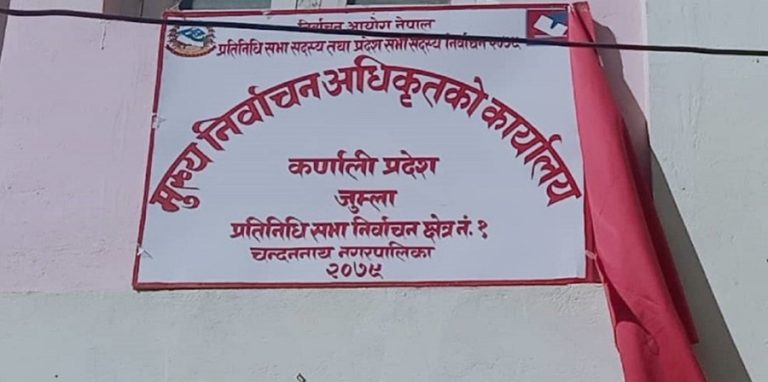 निर्वाचन आयोग नेपाल
प्रतिनिधि सभा सदस्य तथा प्रदेश सभा सदस्य निर्वाचन २०७९
मुख्य निर्वाचन अधिकृतको कार्यालय
कर्णाली प्रदेश
जुम्ला
प्रतिनिधि सभा निर्वाचन क्षेत्र नं. १
चन्दननाथ नगरपालिका
२०७९